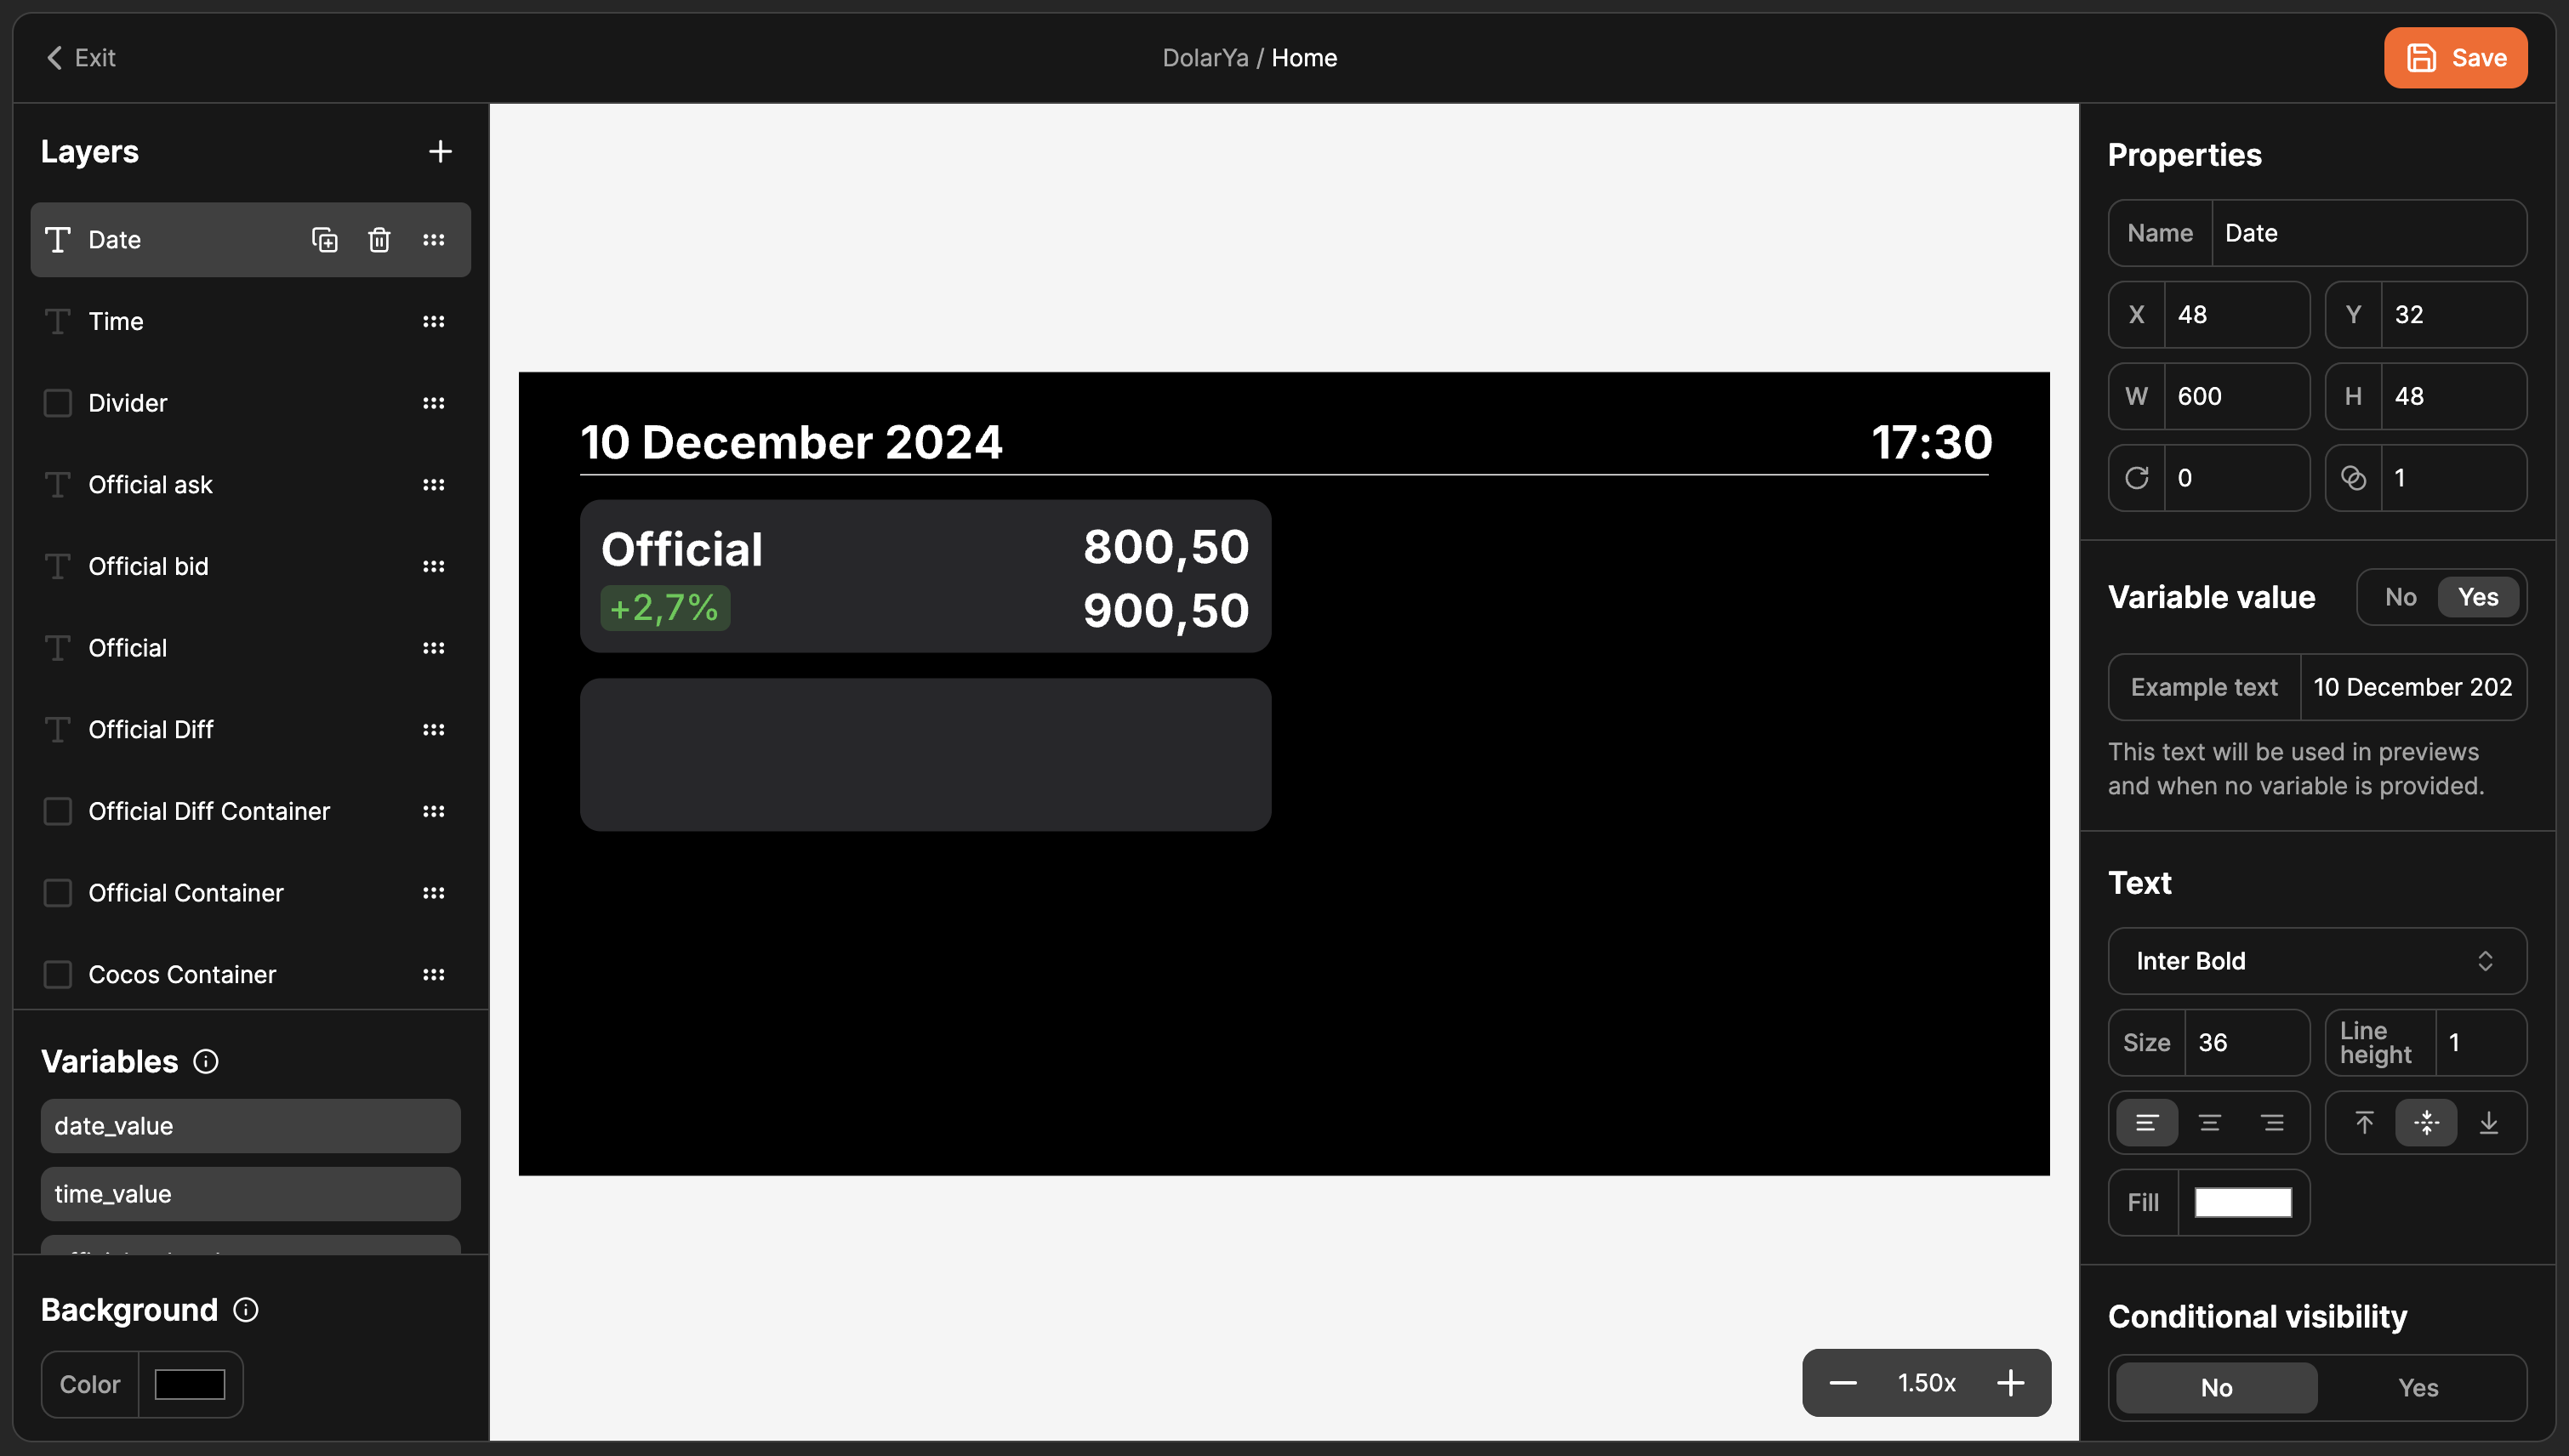 Exit
DolarYa / Home
Save
Layers
Date
Time
Divider
Official ask
Official bid
Official
Official Diff
Official Diff Container
Official Container
Cocos Container
Variables
date_value
time_value
Background
Color
10 December 2024
17:30
Official
800,50
+2,7%
900,50
1.50x
Properties
Name Date
X 48 Y 32
W 600 H 48
0 1
Variable value No Yes
Example text 10 December 202
This text will be used in previews
and when no variable is provided.
Text
Inter Bold
Size 36 Line height 1
Fill
Conditional visibility
No Yes